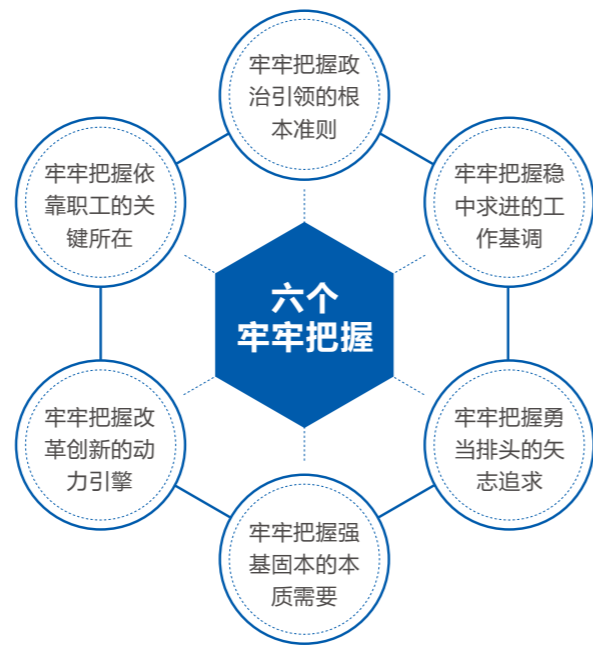 牢牢把握政
治引领的根
本准则
牢牢把握依
靠职工的关
键所在
牢牢把握稳
中求进的工
作基调
六个
牢牢把握
牢牢把握改
革创新的动
力引擎
牢牢把握勇
当排头的矢
志追求
牢牢把握强
基固本的本
质需要